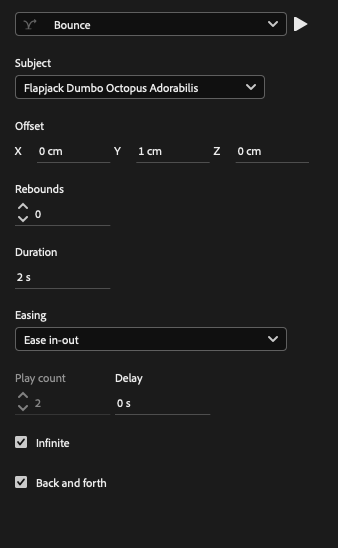 Bounce
Subject
Flapjack Dumbo Octopus Adorabilis
Offset
X 0 cm Y 1 cm Z 0 cm
Rebounds
0
Duration
2 s
Easing
Ease in-out
Play count Delay
2 0 s
Infinite
Back and forth